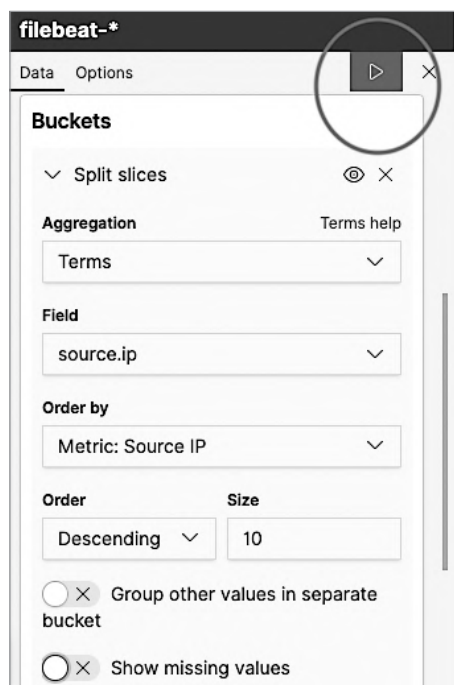 filebeat-*
Data Options
Buckets
Split slices
Aggregation Terms help
Terms
Field
source.ip
Order by
Metric: Source IP
Order Size
Descending 10
Group other values in separate
bucket
Show missing values